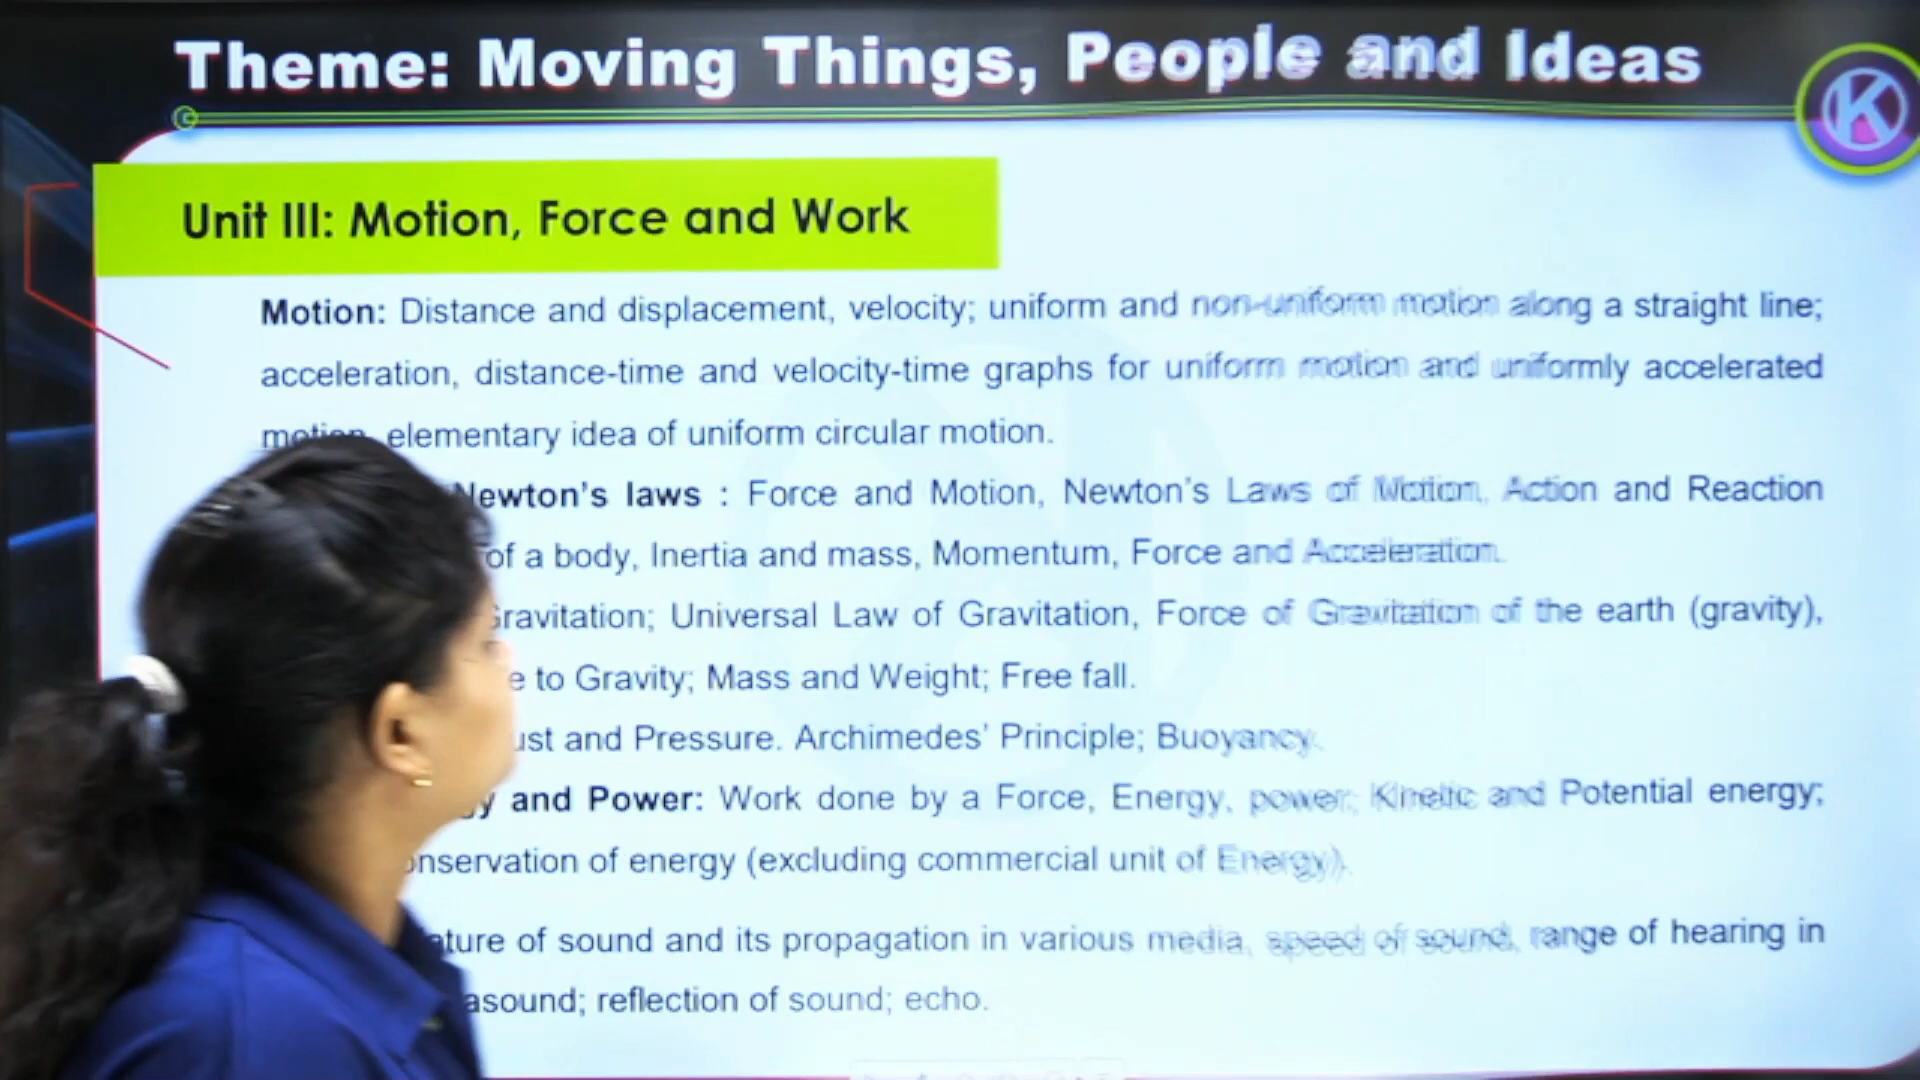 Theme: Moving Things, People and Ideas
K
Unit III: Motion, Force and Work
Motion: Distance and displacement, velocity; uniform and non-uniform motion along a straight line;
acceleration, distance-time and velocity-time graphs for uniform motion and uniformly accelerated
motion, elementary idea of uniform circular motion.
Newton's laws : Force and Motion, Newton's Laws of Motion, Action and Reaction
of a body, Inertia and mass, Momentum, Force and Acceleration.
Gravitation; Universal Law of Gravitation, Force of Gravitation of the earth (gravity),
to Gravity; Mass and Weight; Free fall.
and Pressure. Archimedes' Principle; Buoyancy.
and Power: Work done by a Force, Energy, power; Kinetic and Potential energy;
of energy (excluding commercial unit of Energy).
of sound and its propagation in various media, speed of sound, range of hearing in
reflection of sound; echo.